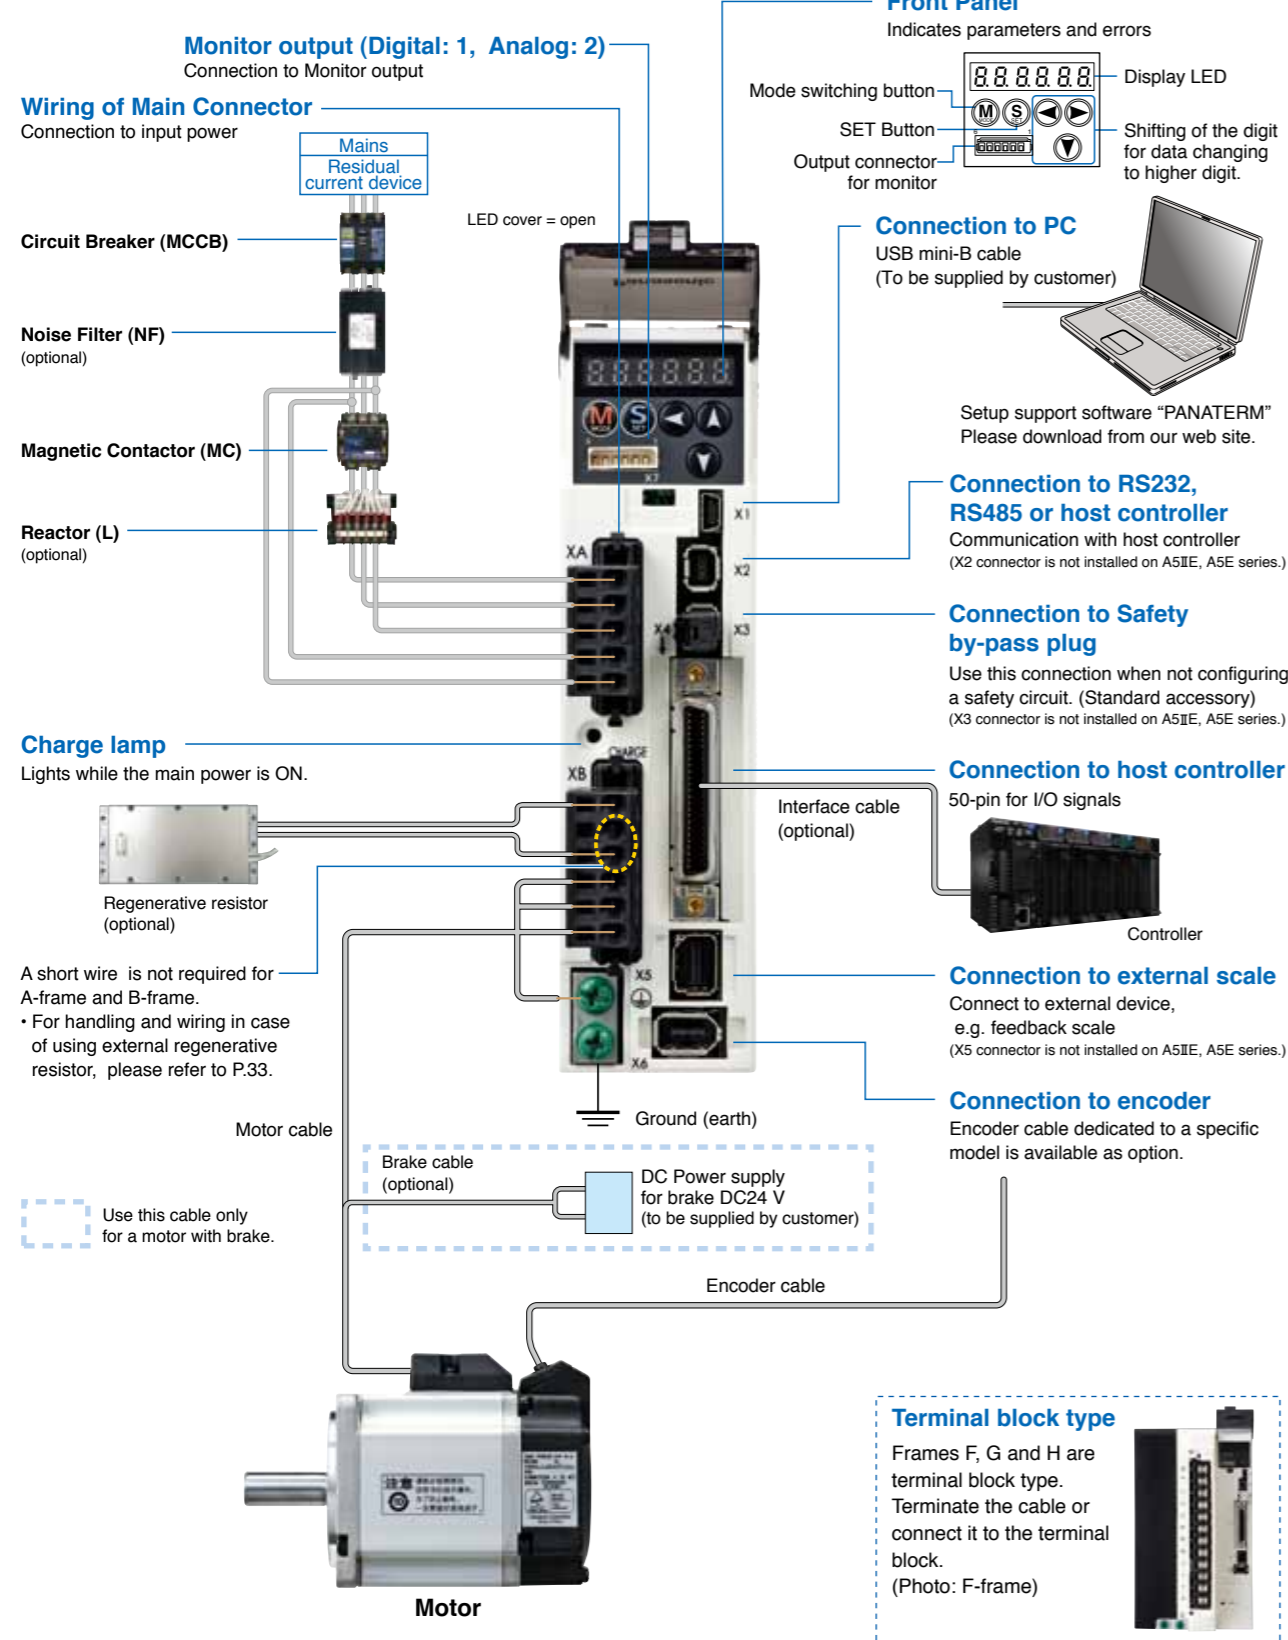 Front Panel
Indicates parameters and errors
Monitor output (Digital: 1, Analog: 2)
Connection to Monitor output
Wiring of Main Connector
Connection to input power
Mains
Residual
current device
Mode switching button
SET Button
Output connector
for monitor
M
MODE
S
SET
Display LED
Shifting of the digit
for data changing
to higher digit.
LED cover = open
Circuit Breaker (MCCB)
Noise Filter (NF)
(optional)
Magnetic Contactor (MC)
Reactor (L)
(optional)
Connection to PC
USB mini-B cable
(To be supplied by customer)
Setup support software “PANATERM”
Please download from our web site.
Panasonic
M
MODE
S
SET
X7
X1
XA
X2
X4
X3
Connection to RS232,
RS485 or host controller
Communication with host controller
(X2 connector is not installed on A5ⅡE, A5E series.)
Connection to Safety
by-pass plug
Use this connection when not configuring
a safety circuit. (Standard accessory)
(X3 connector is not installed on A5ⅡE, A5E series.)
Charge lamp
Lights while the main power is ON.
CHARGE
XB
Connection to host controller
50-pin for I/O signals
Interface cable
(optional)
Controller
Regenerative resistor
(optional)
A short wire is not required for
A-frame and B-frame.
• For handling and wiring in case
of using external regenerative
resistor, please refer to P.33.
X5
X6
Connection to external scale
Connect to external device,
e.g. feedback scale
(X5 connector is not installed on A5ⅡE, A5E series.)
Connection to encoder
Encoder cable dedicated to a specific
model is available as option.
Ground (earth)
Motor cable
Brake cable
(optional)
DC Power supply
for brake DC24 V
(to be supplied by customer)
Use this cable only
for a motor with brake.
Encoder cable
Motor
Terminal block type
Frames F, G and H are
terminal block type.
Terminate the cable or
connect it to the terminal
block.
(Photo: F-frame)